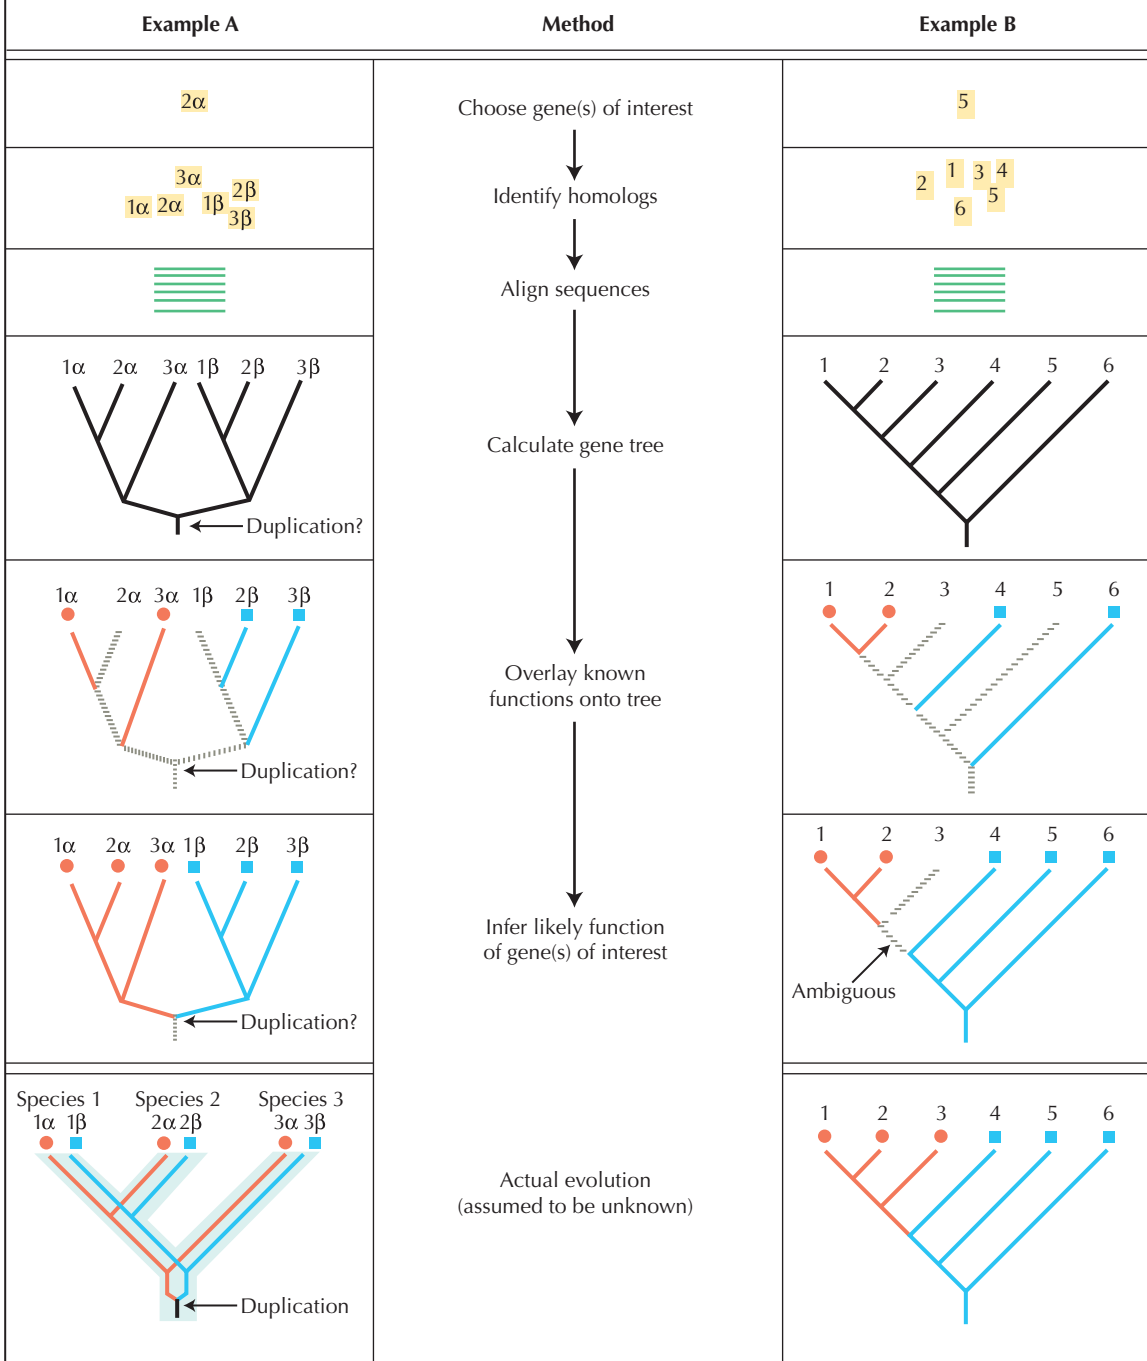 Example A
Method
Example B
2α
Choose gene(s) of interest
5
3α
2β
1α 2α 1β
3β
Identify homologs
1 3 4
2
5
6
Align sequences
1α 2α 3α 1β 2β 3β
Duplication?
Calculate gene tree
1 2 3 4 5 6
1α 2α 3α 1β 2β 3β
Duplication?
Overlay known
functions onto tree
1 2 3 4 5 6
1α 2α 3α 1β 2β 3β
Duplication?
Infer likely function
of gene(s) of interest
1 2 3 4 5 6
Ambiguous
Species 1 Species 2 Species 3
1α 1β 2α 2β 3α 3β
Duplication
Actual evolution
(assumed to be unknown)
1 2 3 4 5 6